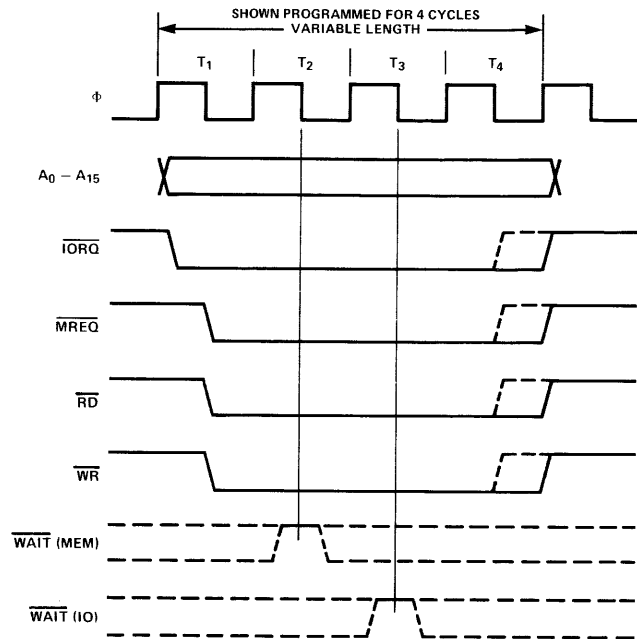 SHOWN PROGRAMMED FOR 4 CYCLES
VARIABLE LENGTH
T1 T2 T3 T4
Φ
A0 – A15
IORQ
MREQ
RD
WR
WAIT (MEM)
WAIT (IO)